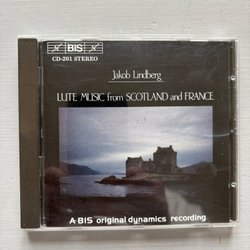 BIS
CD-201 STEREO
Jakob Lindberg
LUTE MUSIC from SCOTLAND and FRANCE
A BIS original dynamics recording